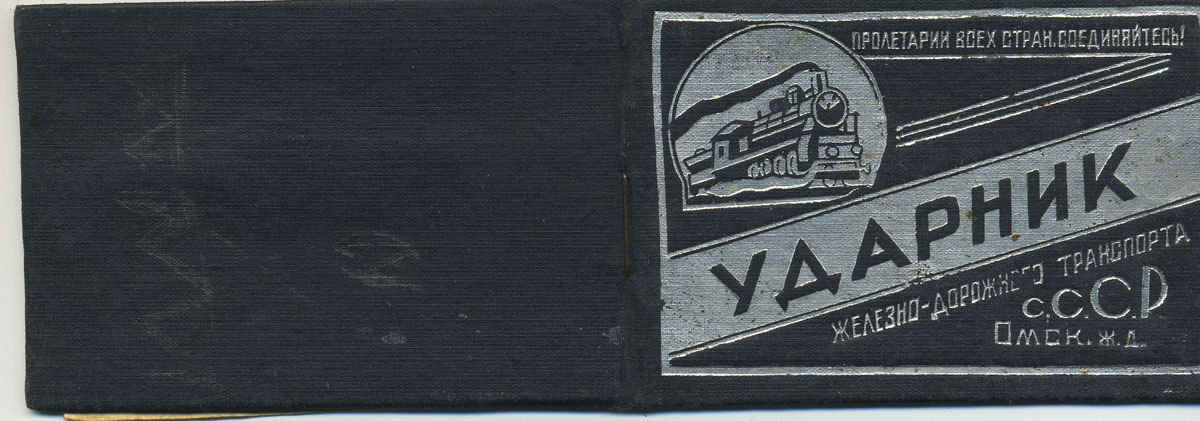 ПРОЛЕТАРИИ ВСЕХ СТРАН, СОЕДИНЯЙТЕСЬ!
УДАРНИК
ЖЕЛЕЗНО-ДОРОЖНОГО ТРАНСПОРТА
С.С.С.Р
Омск. ж.д.